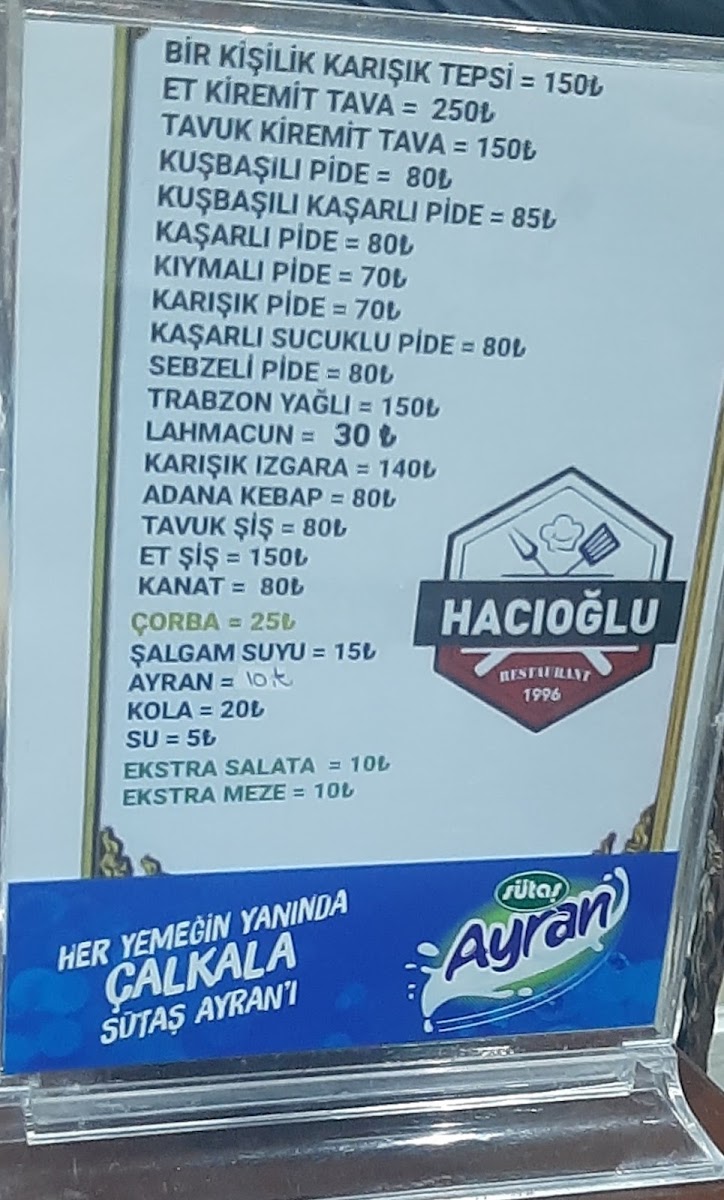 BİR KİŞİLİK KARIŞIK TEPSİ = 150₺
ET KİREMİT TAVA = 250₺
TAVUK KİREMİT TAVA = 150₺
KUŞBAŞILI PİDE = 80₺
KUŞBAŞILI KAŞARLI PİDE = 85₺
KAŞARLI PİDE = 80₺
KIYMALI PİDE = 70₺
KARIŞIK PİDE = 70₺
KAŞARLI SUCUKLU PİDE = 80₺
SEBZELİ PİDE = 80₺
TRABZON YAĞLI = 150₺
LAHMACUN = 30 ₺
KARIŞIK IZGARA = 140₺
ADANA KEBAP = 80₺
TAVUK ŞİŞ = 80₺
ET ŞİŞ = 150₺
KANAT = 80₺
ÇORBA = 25₺
ŞALGAM SUYU = 15₺
AYRAN = 10₺
KOLA = 20₺
SU = 5₺
EKSTRA SALATA = 10₺
EKSTRA MEZE = 10₺
HACIOĞLU
RESTAURANT
1996
HER YEMEĞİN YANINDA
ÇALKALA
SÜTAŞ AYRAN'I
sütaş
Ayran